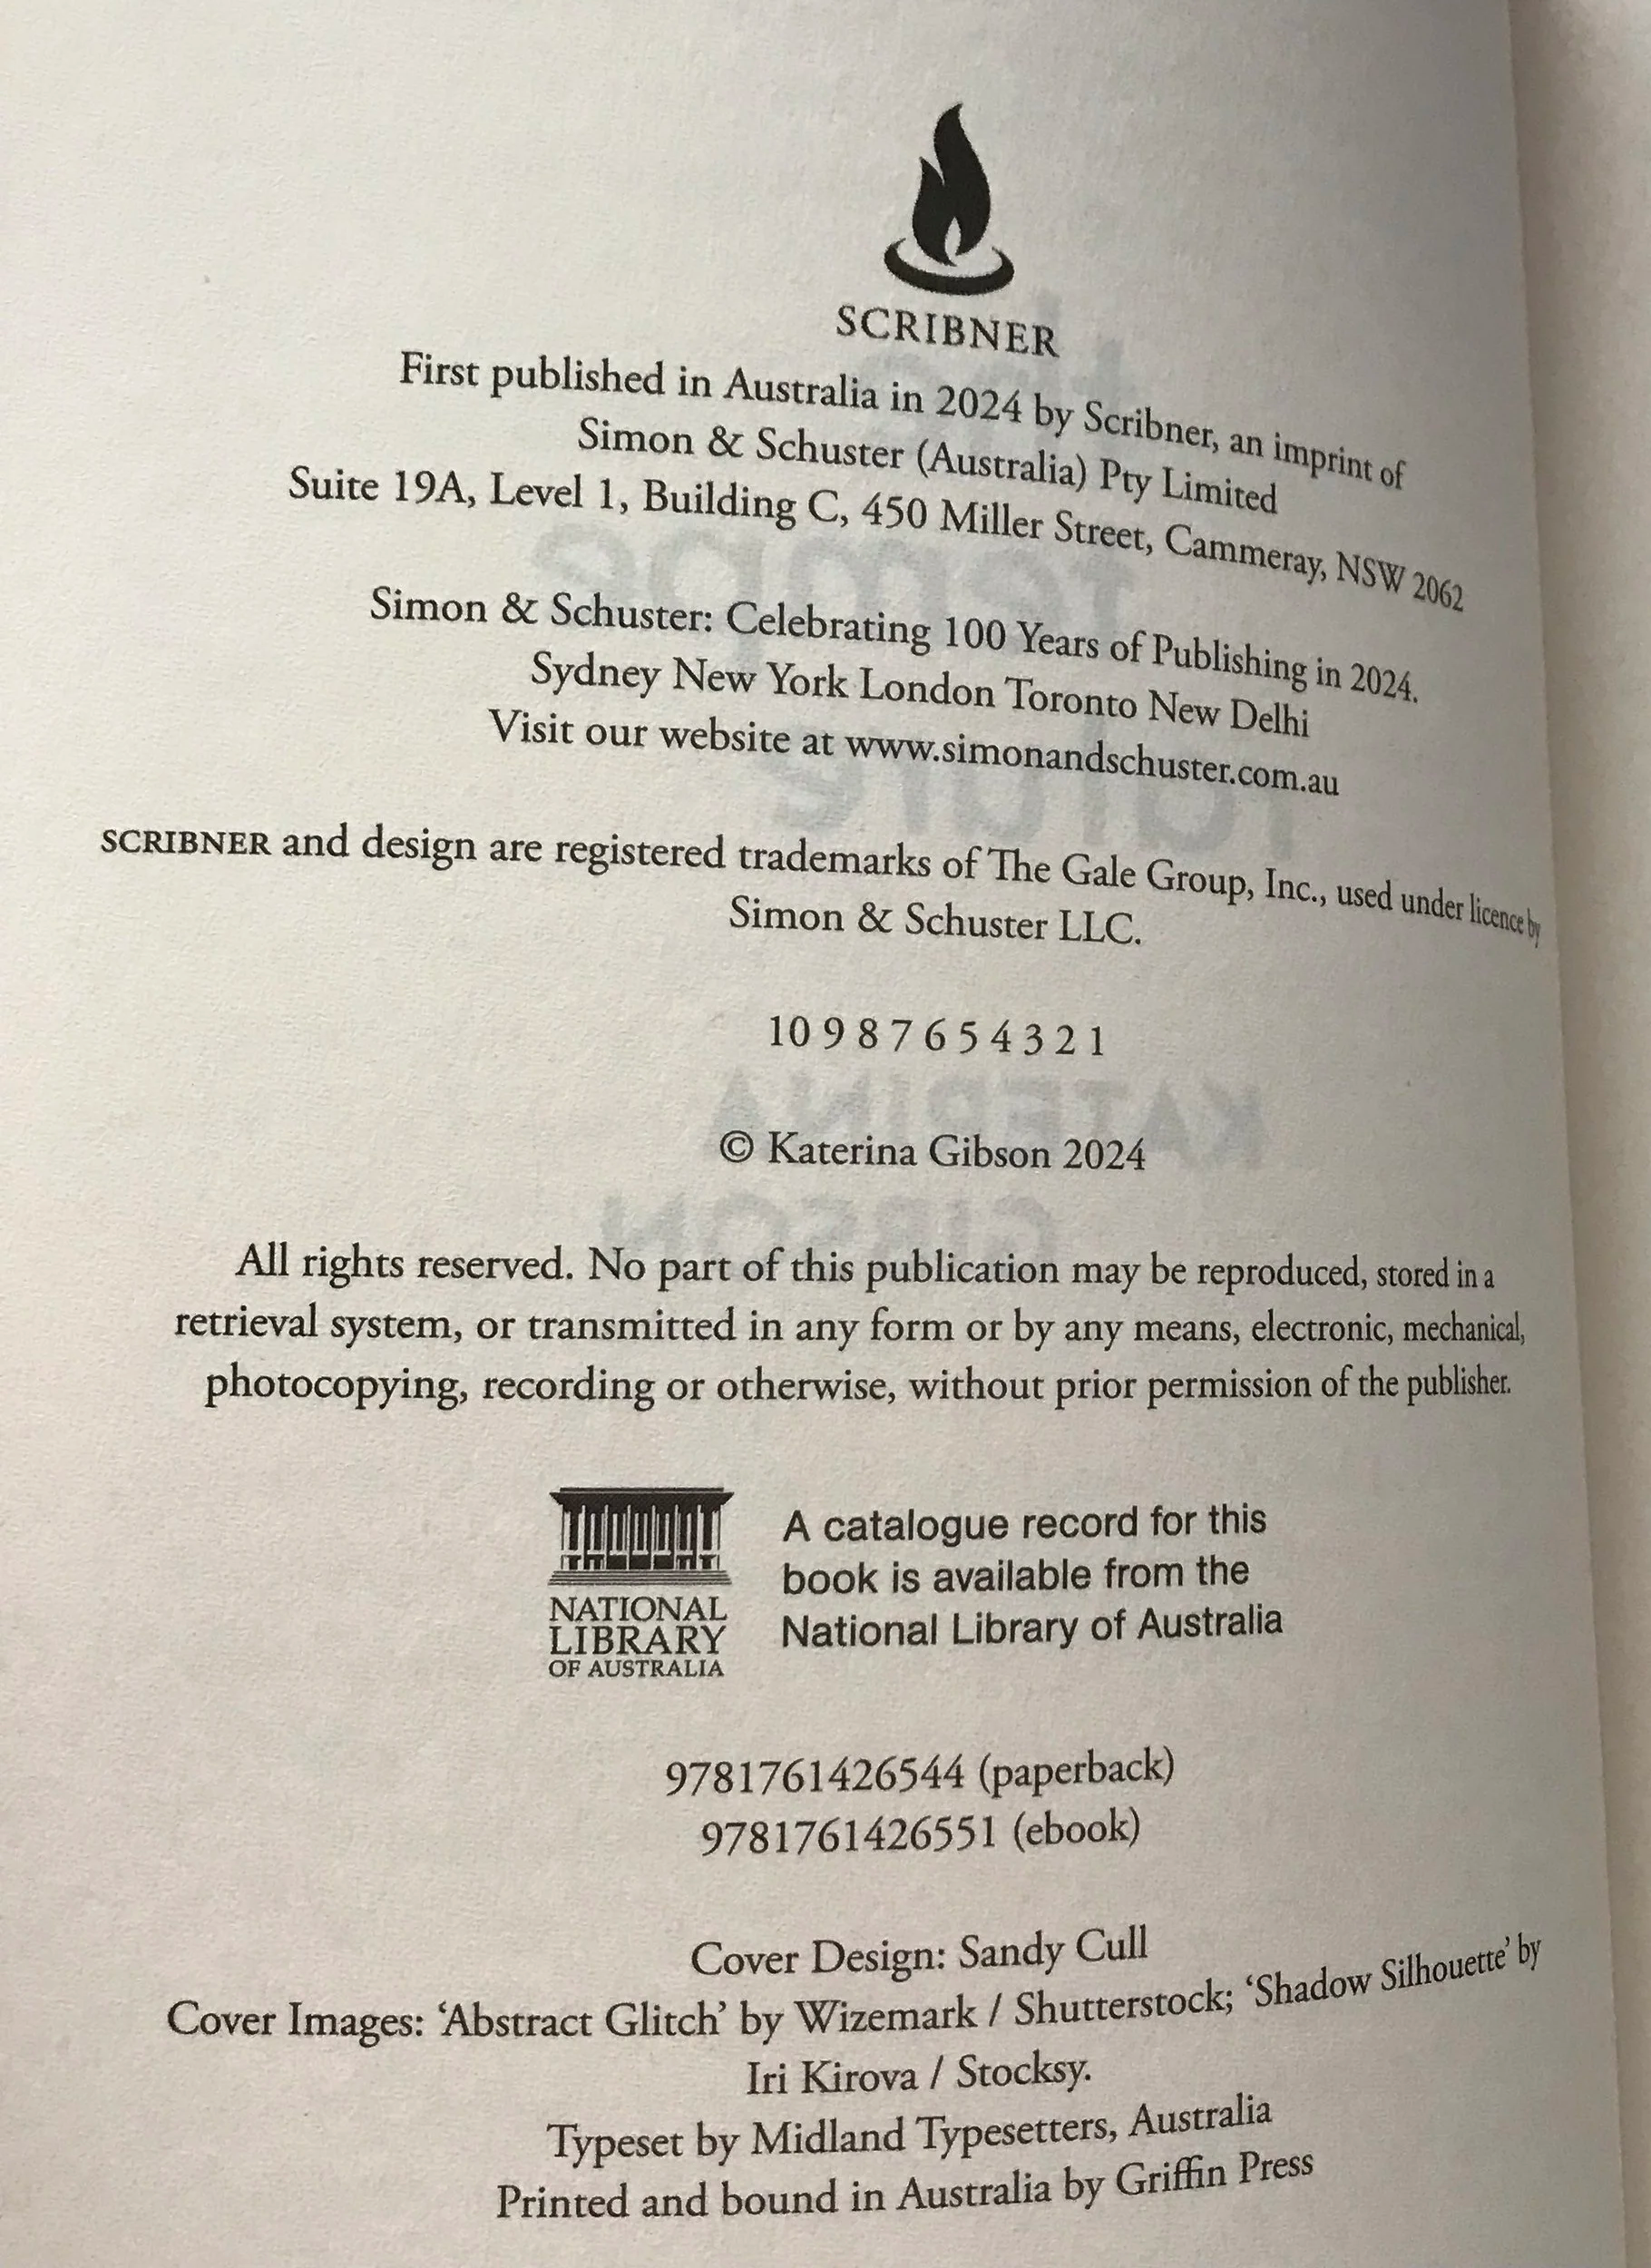 SCRIBNER
First published in Australia in 2024 by Scribner, an imprint of
Simon & Schuster (Australia) Pty Limited
Suite 19A, Level 1, Building C, 450 Miller Street, Cammeray, NSW 2062
Simon & Schuster: Celebrating 100 Years of Publishing in 2024.
Sydney New York London Toronto New Delhi
Visit our website at www.simonandschuster.com.au
SCRIBNER and design are registered trademarks of The Gale Group, Inc., used under licence by
Simon & Schuster LLC.
10 9 8 7 6 5 4 3 2 1
© Katerina Gibson 2024
All rights reserved. No part of this publication may be reproduced, stored in a
retrieval system, or transmitted in any form or by any means, electronic, mechanical,
photocopying, recording or otherwise, without prior permission of the publisher.
NATIONAL
LIBRARY
OF AUSTRALIA
A catalogue record for this
book is available from the
National Library of Australia
9781761426544 (paperback)
9781761426551 (ebook)
Cover Design: Sandy Cull
Cover Images: ‘Abstract Glitch’ by Wizemark / Shutterstock; ‘Shadow Silhouette’ by
Iri Kirova / Stocksy.
Typeset by Midland Typesetters, Australia
Printed and bound in Australia by Griffin Press